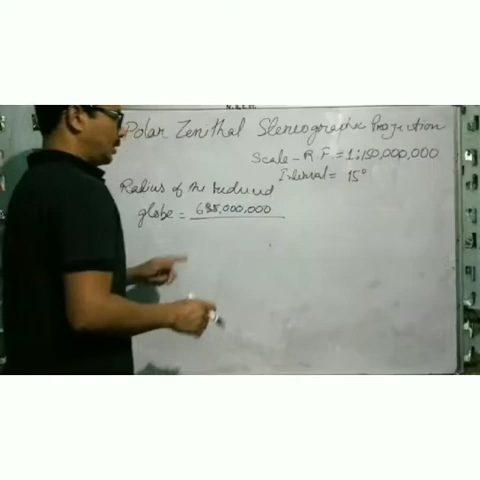 Polar Zenithal Stereographic Projection
Scale - R.F. = 1:150,000,000
Interval = 15°
Radius of the reduced
globe = 635,000,000